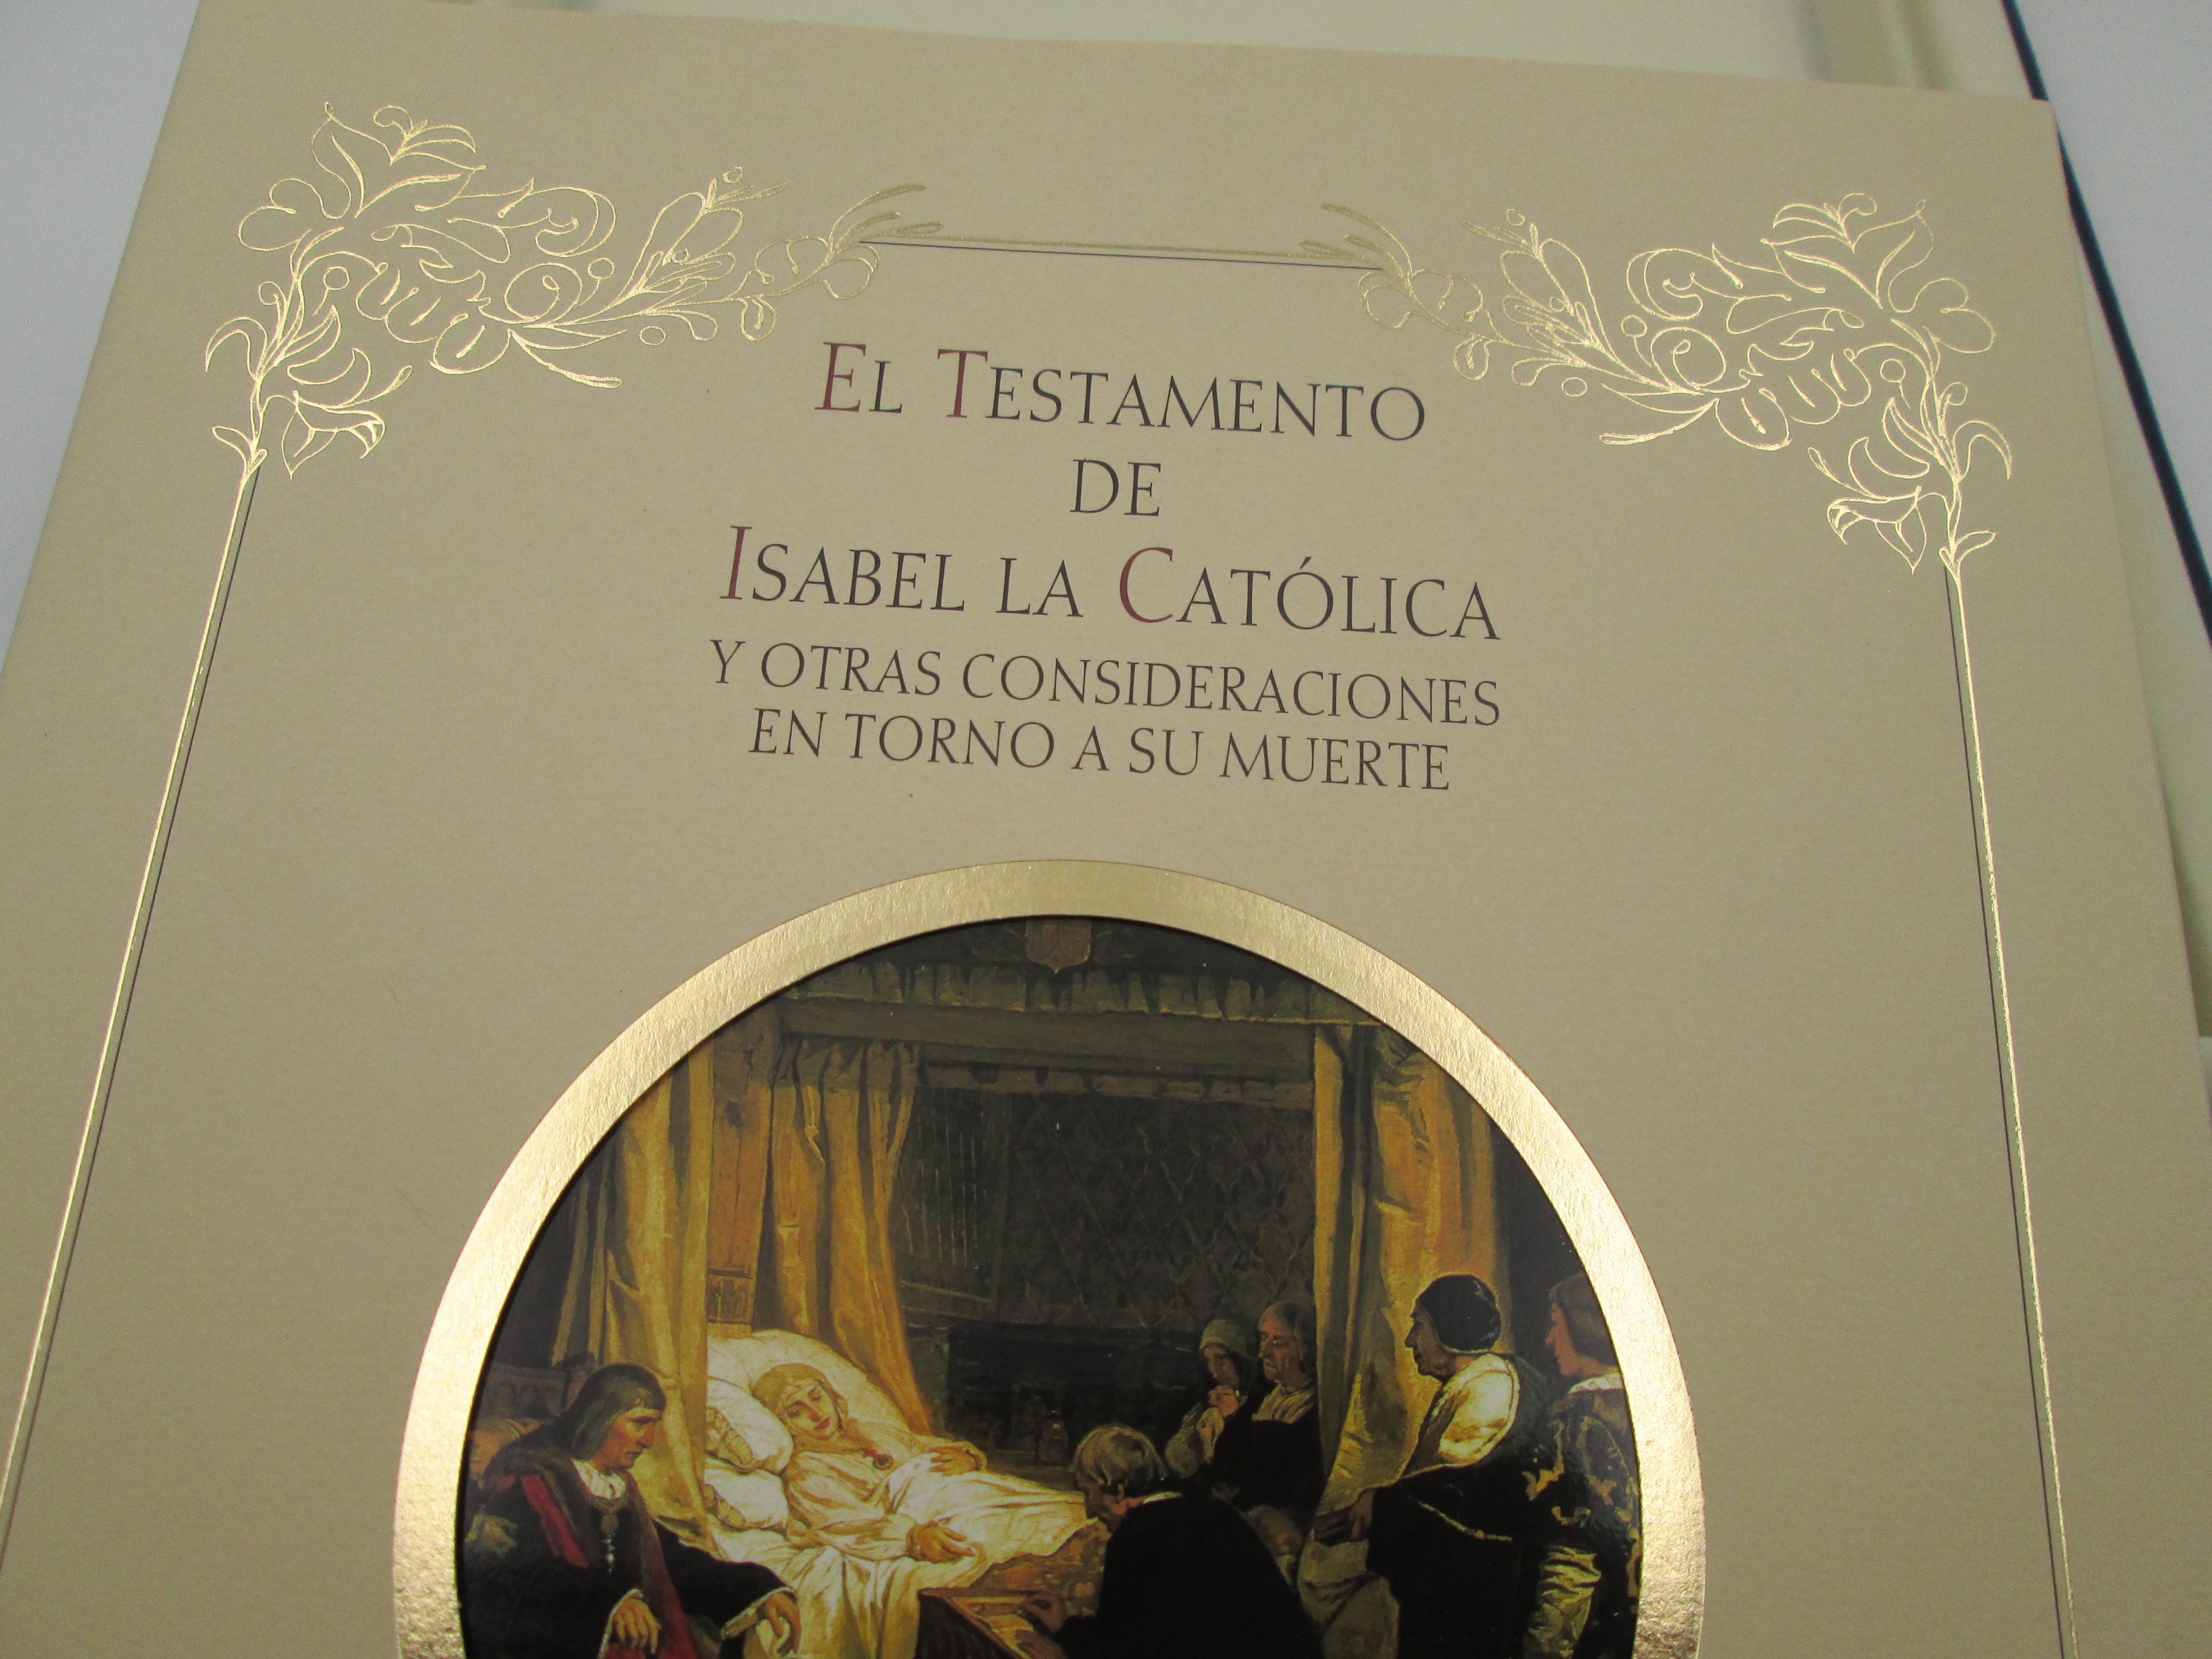 EL TESTAMENTO
DE
ISABEL LA CATÓLICA
Y OTRAS CONSIDERACIONES
EN TORNO A SU MUERTE